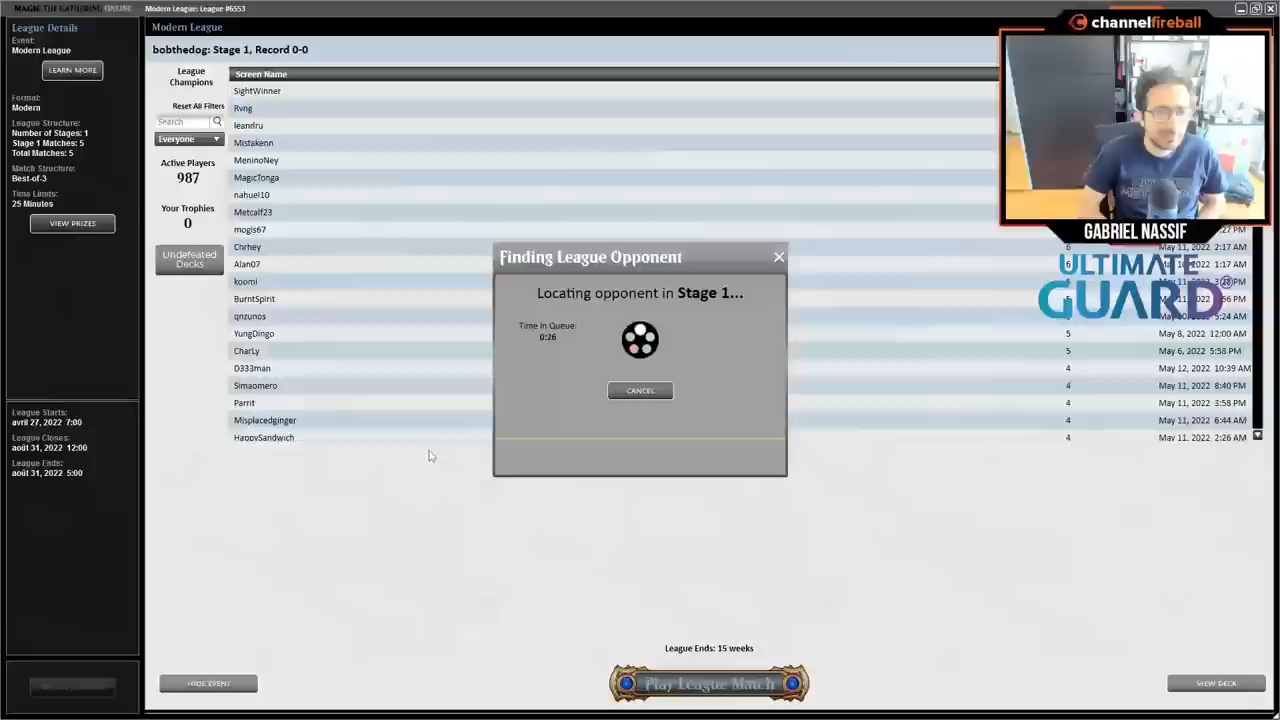 MAGIC THE GATHERING ONLINE
Modern League: League #6553
League Details
Event:
Modern League
LEARN MORE
Format:
Modern
League Structure:
Number of Stages: 1
Stage 1 Matches: 5
Total Matches: 5
Match Structure:
Best-of-3
Time Limits:
25 Minutes
VIEW PRIZES
League Starts:
avril 27, 2022 7:00
League Closes:
août 31, 2022 12:00
League Ends:
août 31, 2022 5:00
Modern League
bobthedog: Stage 1, Record 0-0
League
Champions
Reset All Filters
Search
Everyone
Active Players
987
Your Trophies
0
Undefeated
Decks
Screen Name
SightWinner
Rvng
leandru
Mistakenn
MeninoNey
MagicTonga
nahuel10
Metcalf23
mogis67
Chrhey 6 May 11, 2022 2:17 AM
Alan07 1:17 AM
koomi
BurntSpirit
qnzunos 5:24 AM
YungDingo 5 May 8, 2022 12:00 AM
CharLy 5 May 6, 2022 5:58 PM
D333man 4 May 12, 2022 10:39 AM
Simaomero 4 May 11, 2022 8:40 PM
Parrit 4 May 11, 2022 3:58 PM
Misplacedginger 4 May 11, 2022 6:44 AM
HappySandwich 4 May 11, 2022 2:26 AM
Finding League Opponent
Locating opponent in Stage 1...
Time In Queue:
0:26
CANCEL
channelfireball
GABRIEL NASSIF
ULTIMATE
GUARD
League Ends: 15 weeks
HIDE EVENT
Play League Match
VIEW DECK